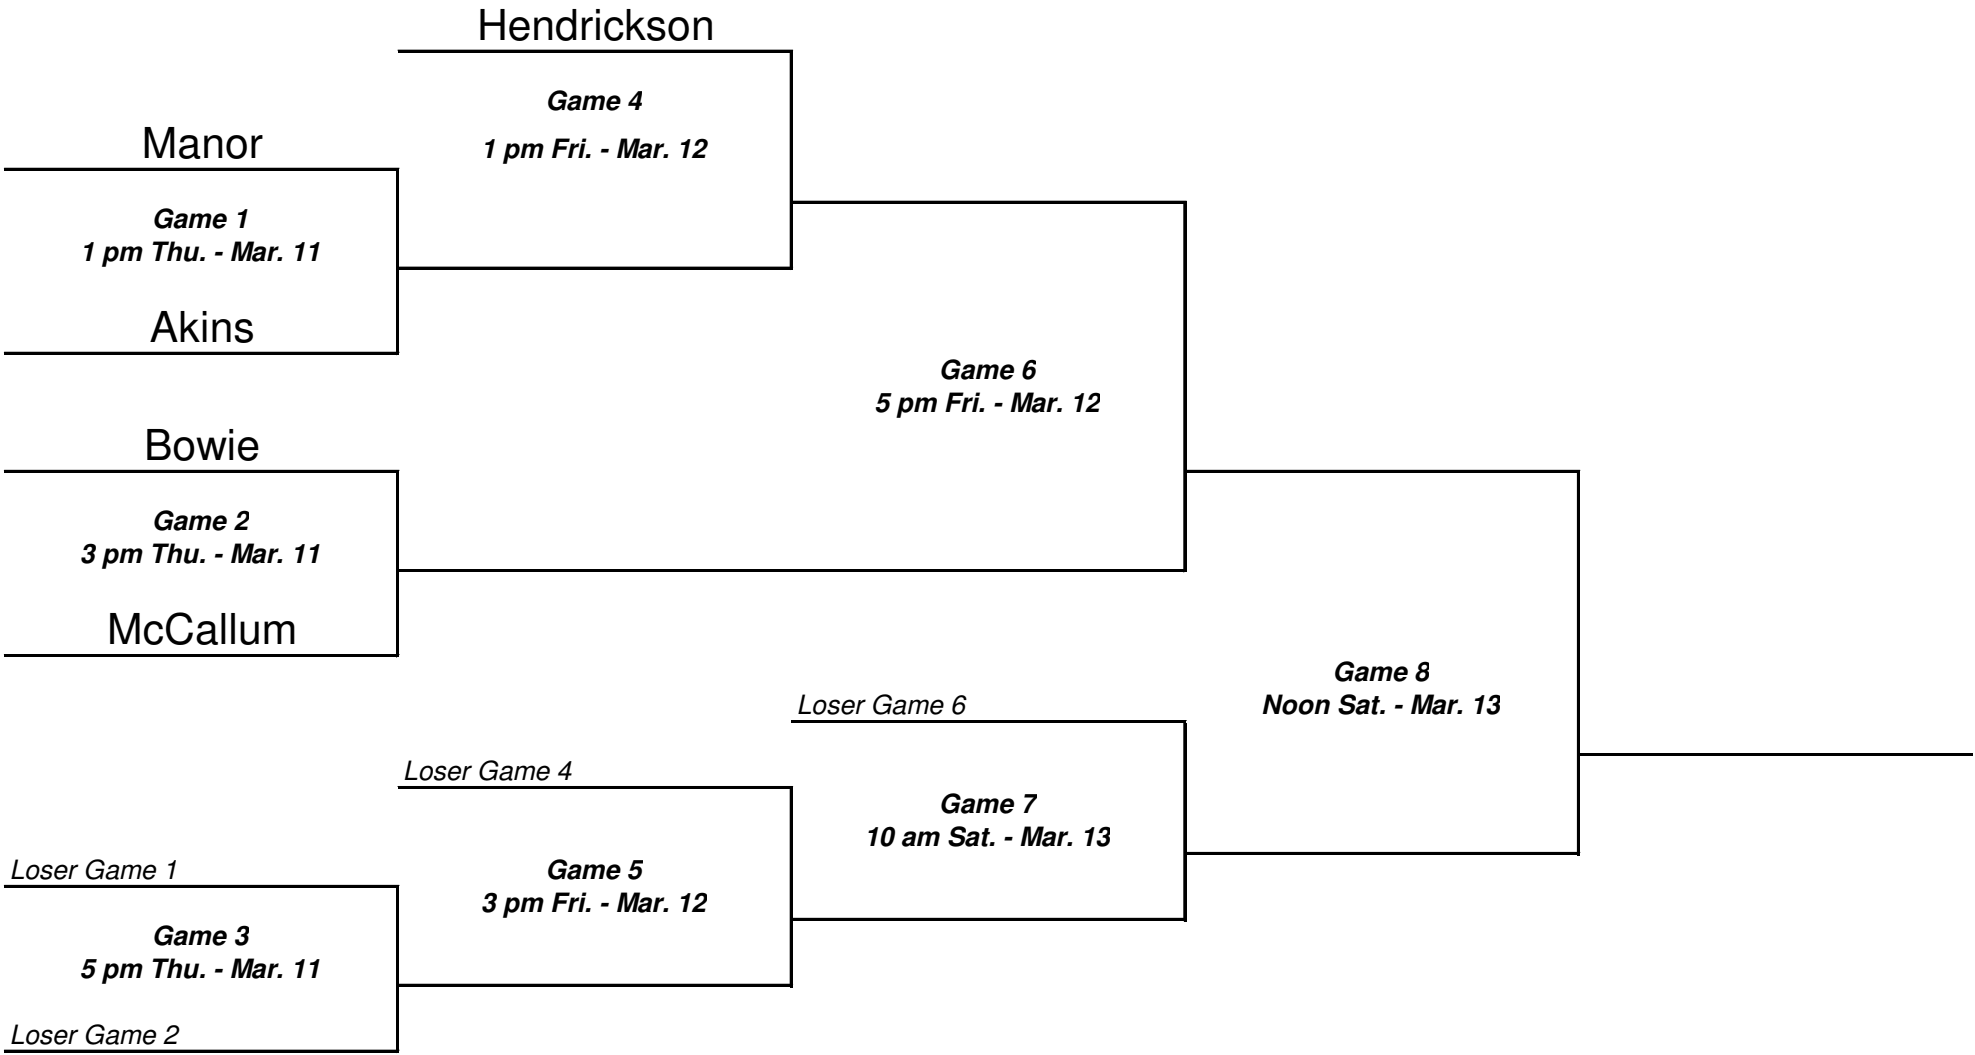 Hendrickson
Game 4
1 pm Fri. - Mar. 12
Manor
Game 1
1 pm Thu. - Mar. 11
Akins
Game 6
5 pm Fri. - Mar. 12
Bowie
Game 2
3 pm Thu. - Mar. 11
McCallum
Game 8
Noon Sat. - Mar. 13
Loser Game 6
Loser Game 4
Game 7
10 am Sat. - Mar. 13
Loser Game 1
Game 5
3 pm Fri. - Mar. 12
Game 3
5 pm Thu. - Mar. 11
Loser Game 2